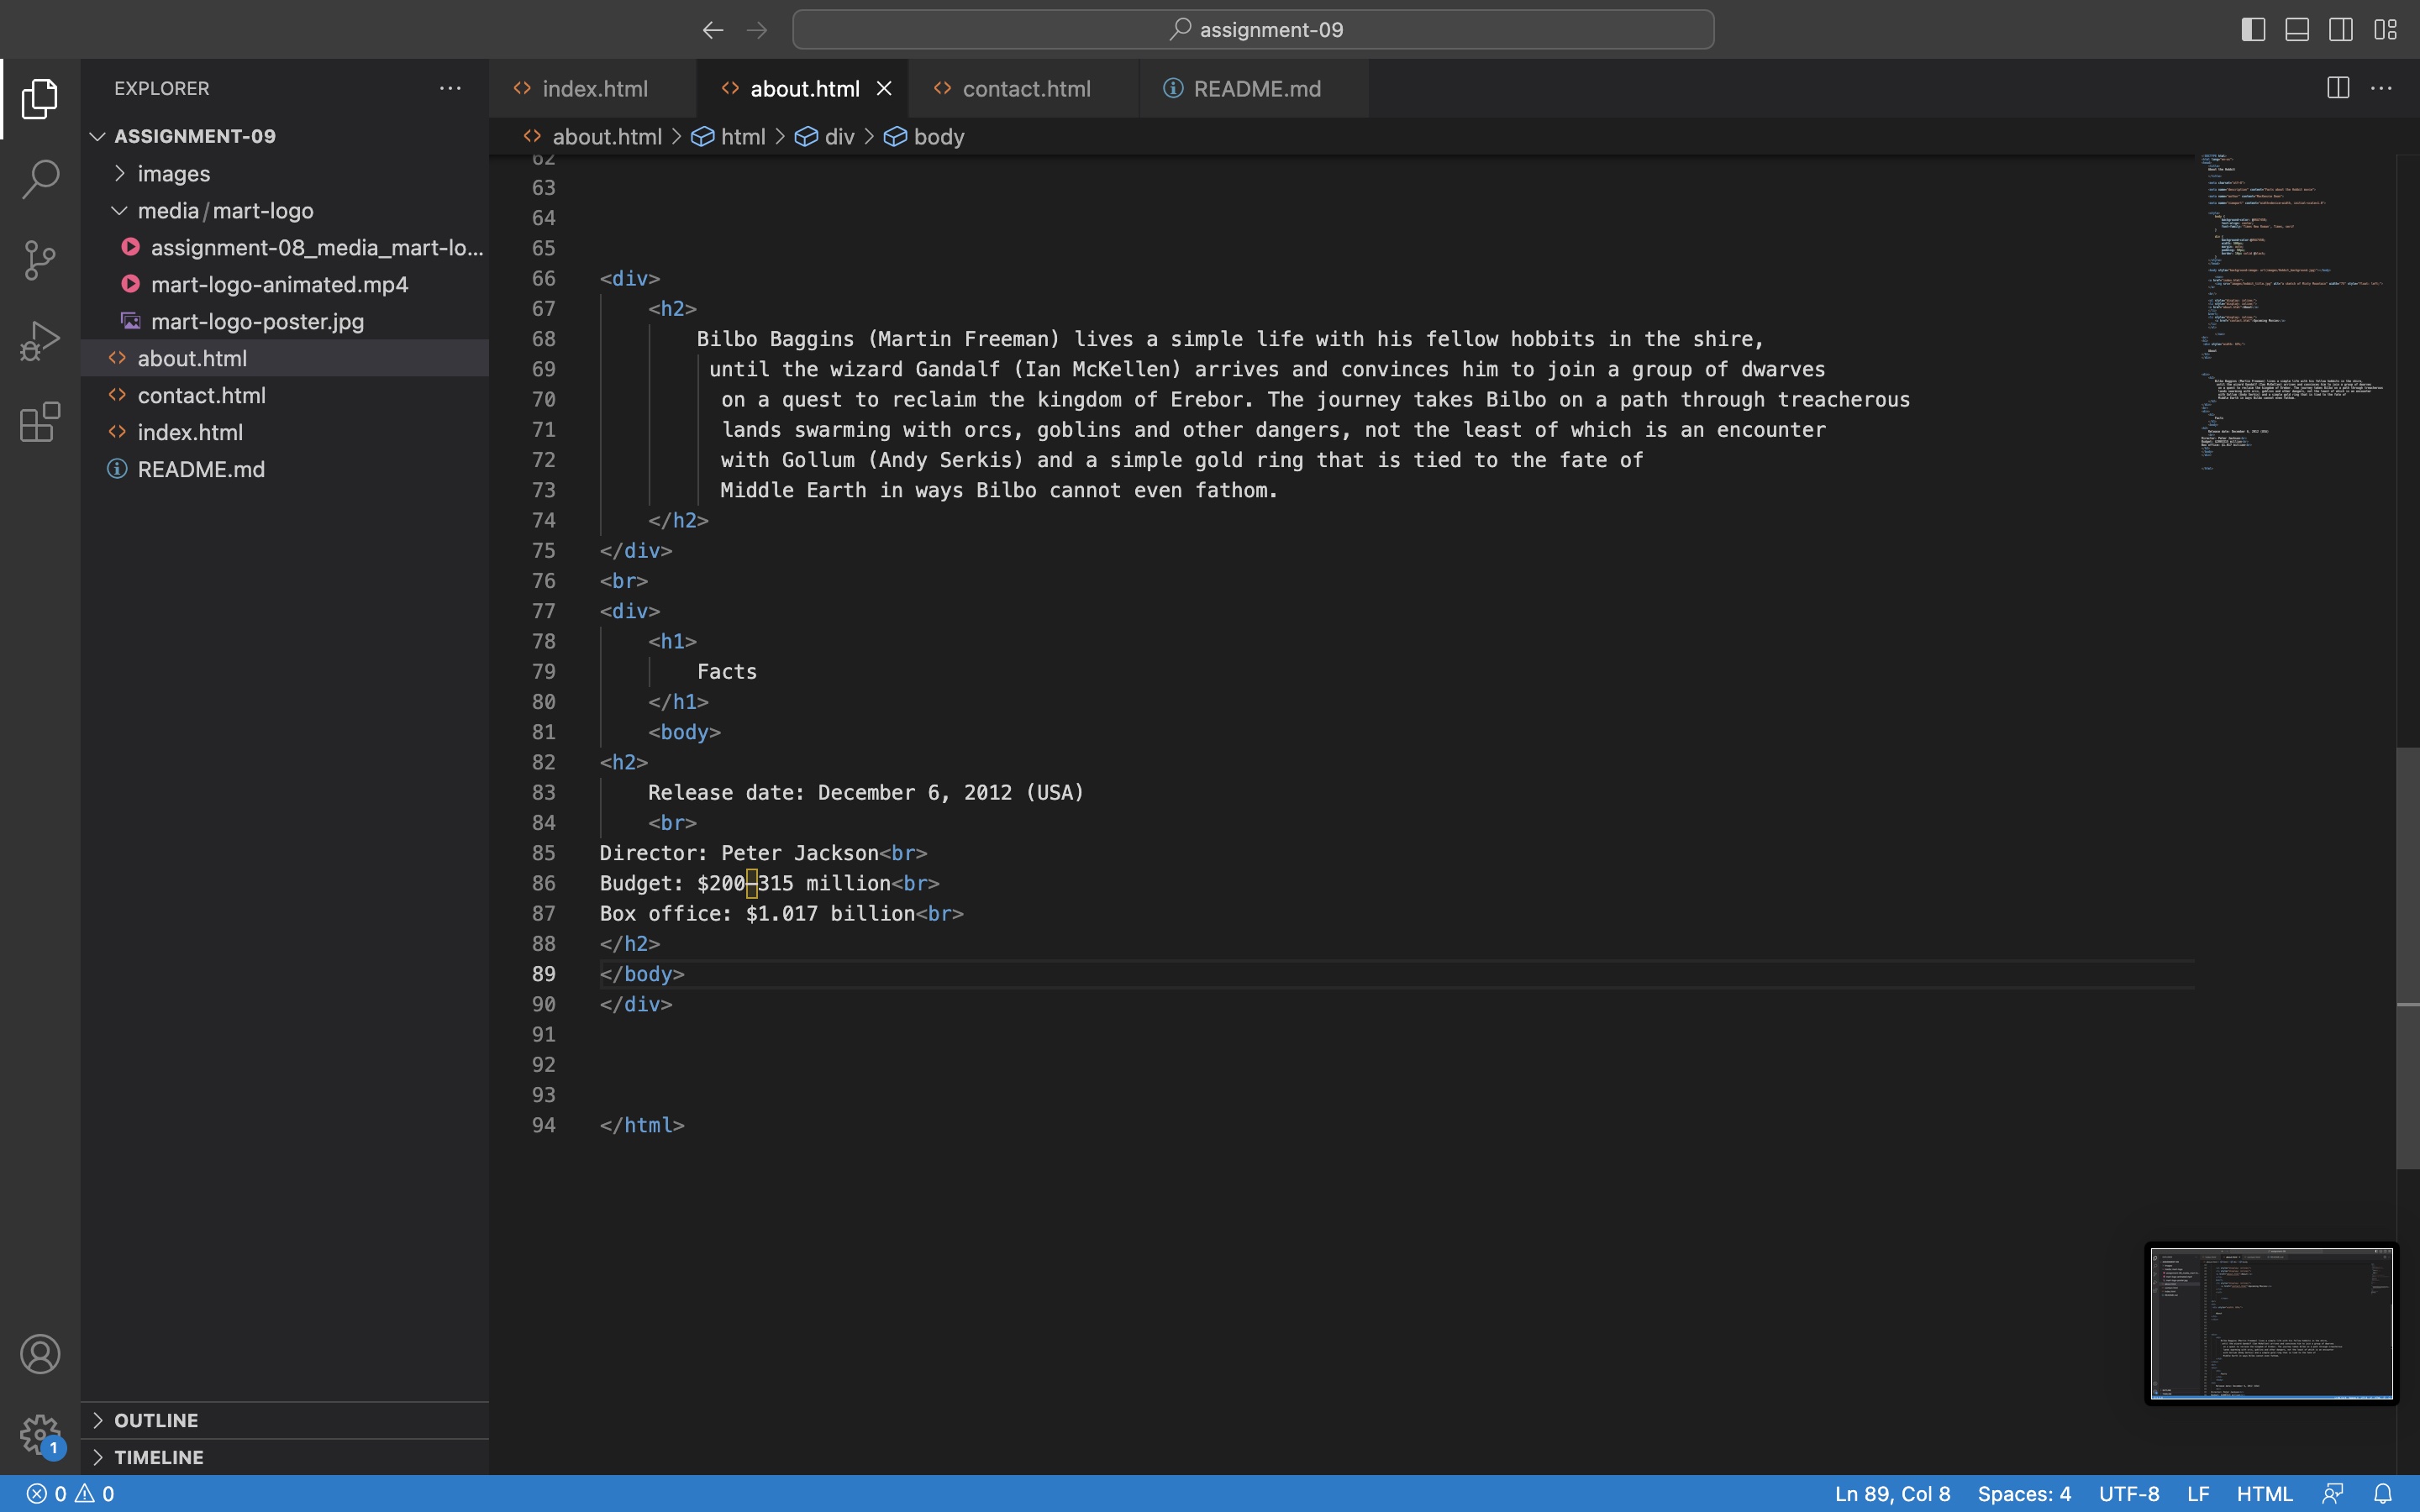 assignment-09
EXPLORER
ASSIGNMENT-09
images
media/mart-logo
assignment-08_media_mart-lo...
mart-logo-animated.mp4
mart-logo-poster.jpg
about.html
contact.html
index.html
README.md
OUTLINE
TIMELINE
index.html
about.html
contact.html
README.md
about.html > html > div > body
62
63
64
65
66 <div>
67 <h2>
68 Bilbo Baggins (Martin Freeman) lives a simple life with his fellow hobbits in the shire,
69 until the wizard Gandalf (Ian McKellen) arrives and convinces him to join a group of dwarves
70 on a quest to reclaim the kingdom of Erebor. The journey takes Bilbo on a path through treacherous
71 lands swarming with orcs, goblins and other dangers, not the least of which is an encounter
72 with Gollum (Andy Serkis) and a simple gold ring that is tied to the fate of
73 Middle Earth in ways Bilbo cannot even fathom.
74 </h2>
75 </div>
76 <br>
77 <div>
78 <h1>
79 Facts
80 </h1>
81 <body>
82 <h2>
83 Release date: December 6, 2012 (USA)
84 <br>
85 Director: Peter Jackson<br>
86 Budget: $200–315 million<br>
87 Box office: $1.017 billion<br>
88 </h2>
89 </body>
90 </div>
91
92
93
94 </html>
1
0 0
Ln 89, Col 8 Spaces: 4 UTF-8 LF HTML